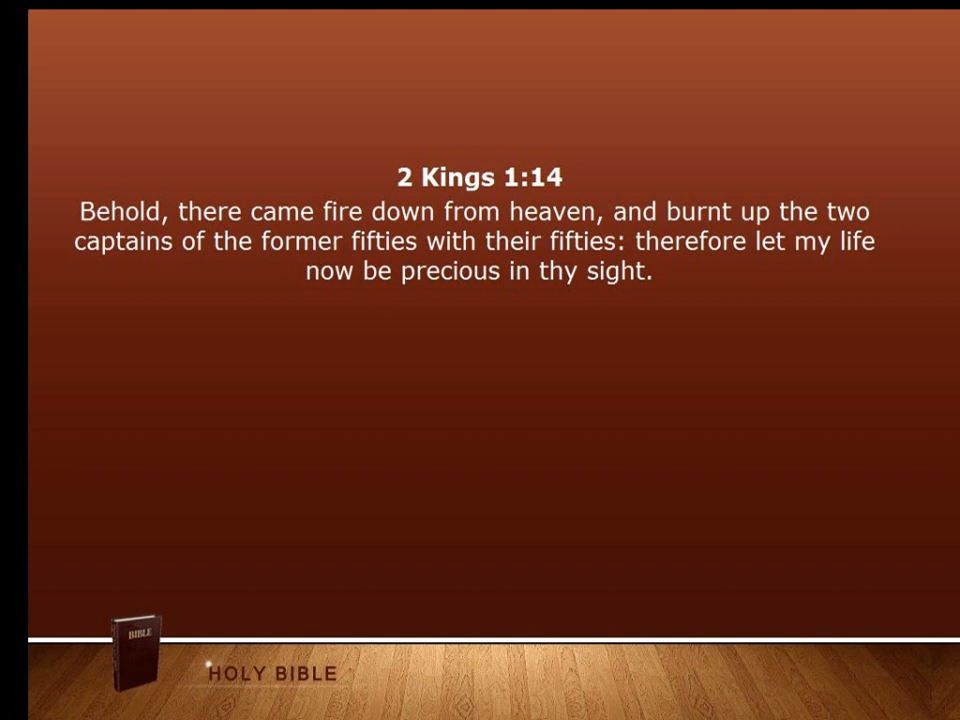 2 Kings 1:14
Behold, there came fire down from heaven, and burnt up the two
captains of the former fifties with their fifties: therefore let my life
now be precious in thy sight.
BIBLE
HOLY BIBLE